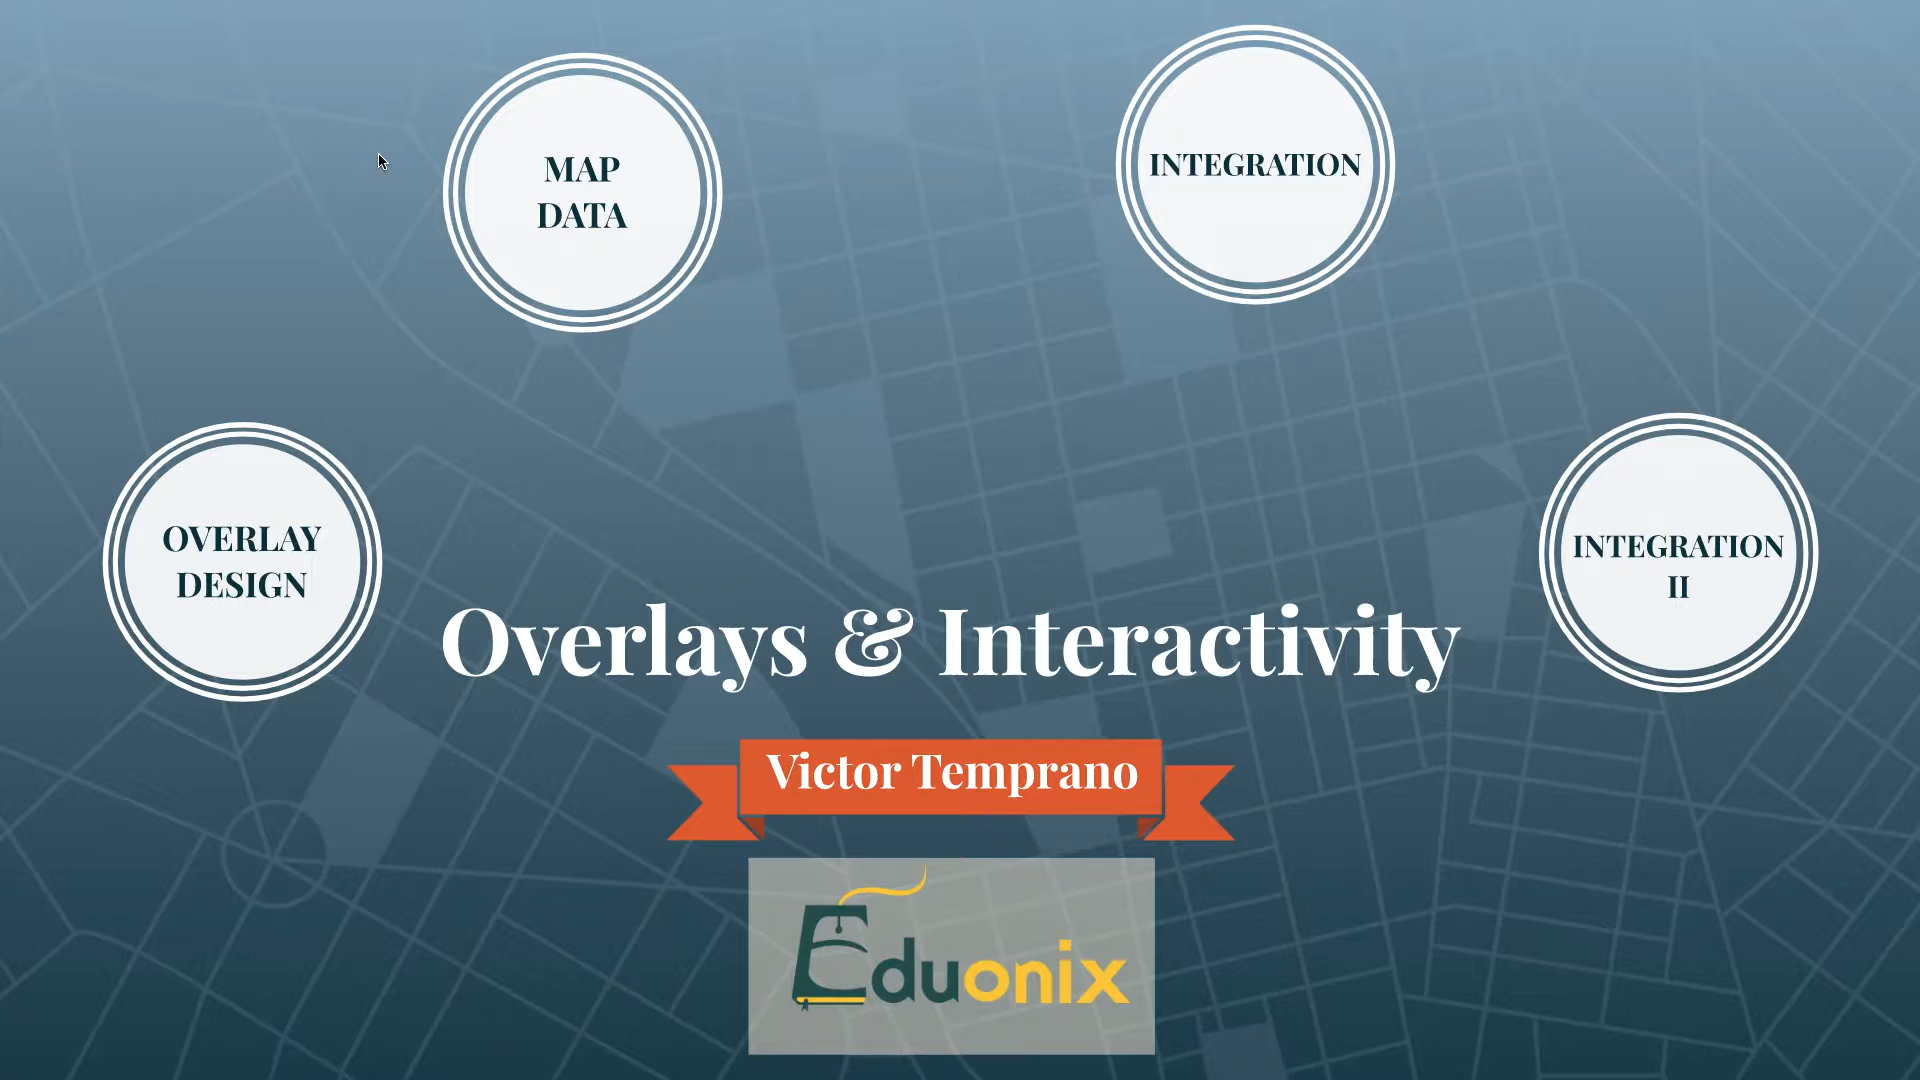 MAP
DATA
INTEGRATION
OVERLAY
DESIGN
INTEGRATION
II
Overlays & Interactivity
Victor Temprano
Eduonix